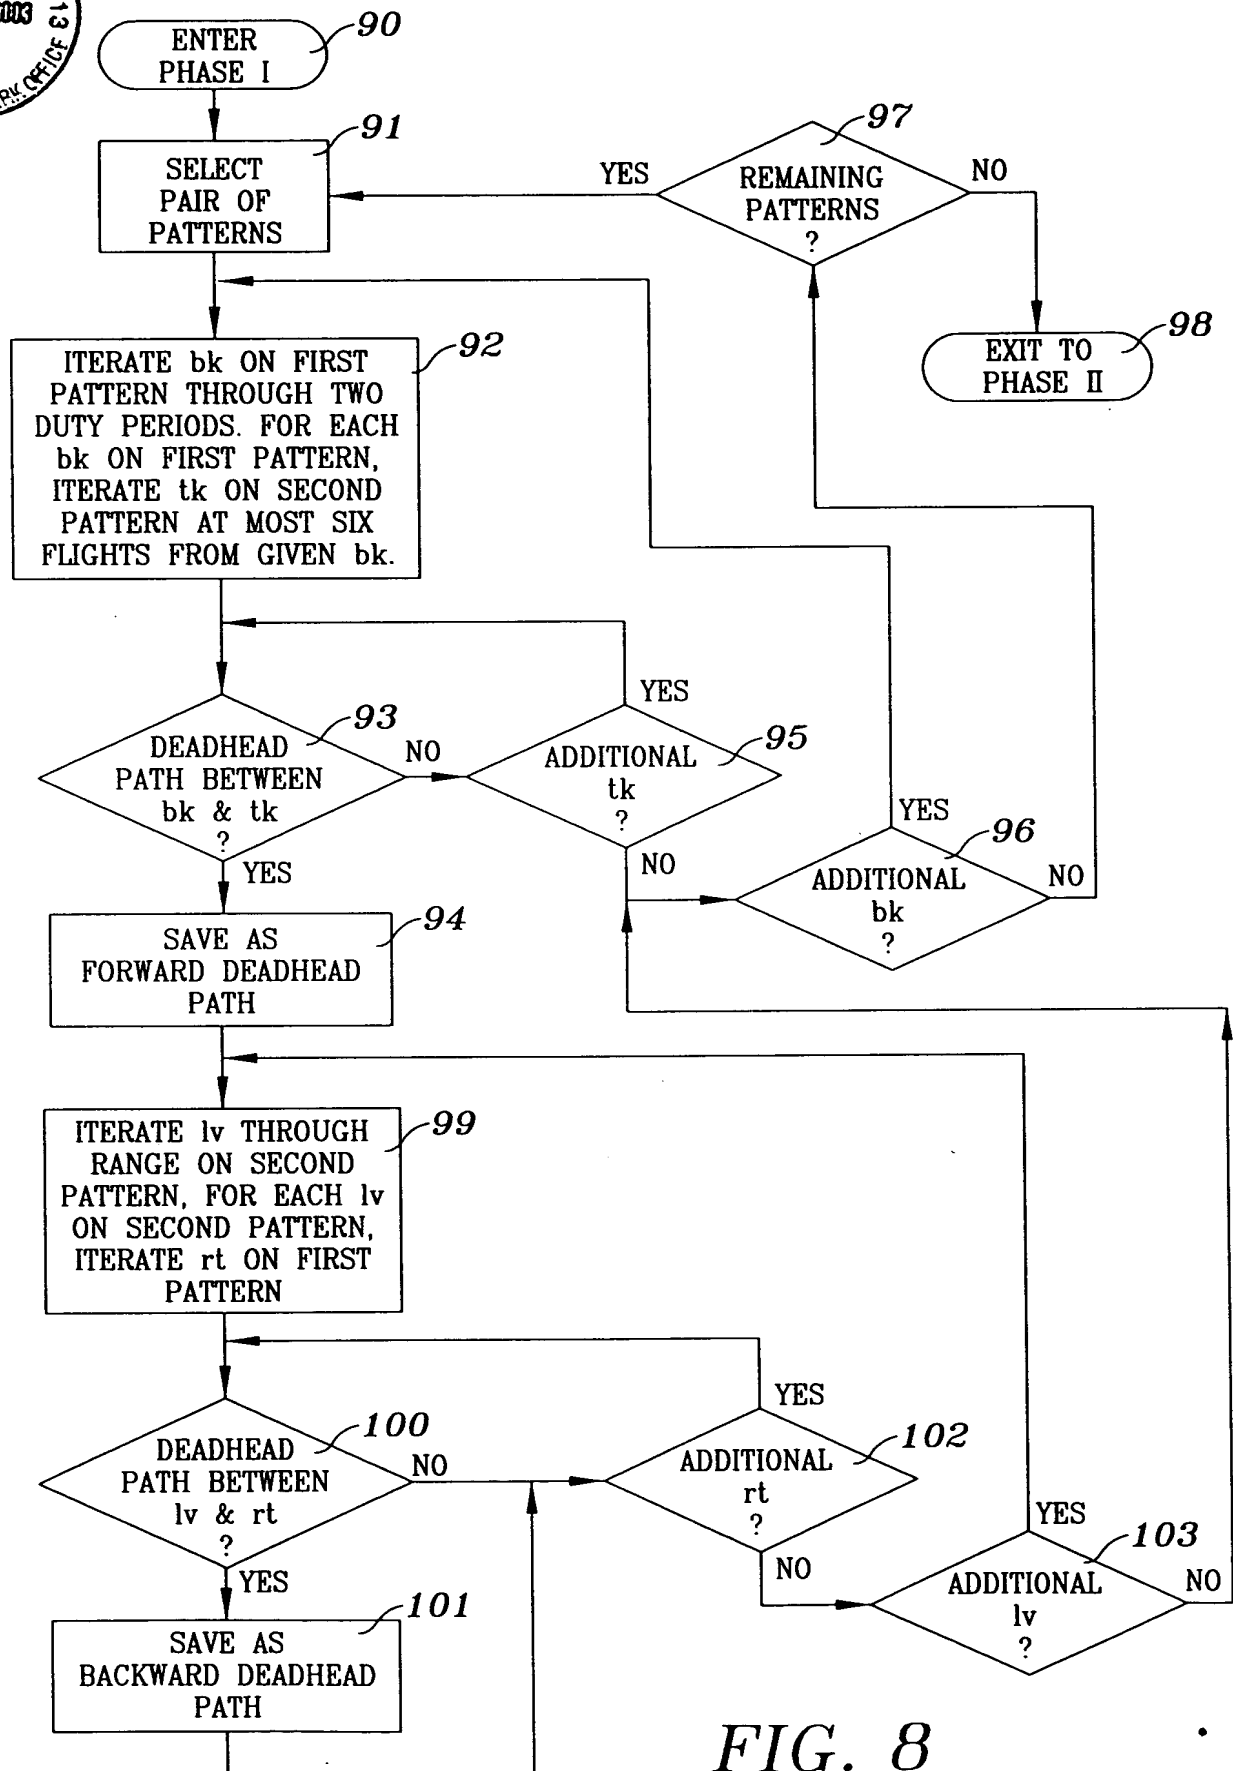 2003
13
OFFICE
ENTER
PHASE I
90
SELECT
PAIR OF
PATTERNS
91
REMAINING
PATTERNS
?
97
YES
NO
EXIT TO
PHASE II
98
ITERATE bk ON FIRST
PATTERN THROUGH TWO
DUTY PERIODS. FOR EACH
bk ON FIRST PATTERN,
ITERATE tk ON SECOND
PATTERN AT MOST SIX
FLIGHTS FROM GIVEN bk.
92
DEADHEAD
PATH BETWEEN
bk & tk
?
93
NO
YES
ADDITIONAL
tk
?
95
YES
NO
ADDITIONAL
bk
?
96
YES
NO
SAVE AS
FORWARD DEADHEAD
PATH
94
ITERATE lv THROUGH
RANGE ON SECOND
PATTERN, FOR EACH lv
ON SECOND PATTERN,
ITERATE rt ON FIRST
PATTERN
99
DEADHEAD
PATH BETWEEN
lv & rt
?
100
NO
YES
ADDITIONAL
rt
?
102
YES
NO
ADDITIONAL
lv
?
103
YES
NO
SAVE AS
BACKWARD DEADHEAD
PATH
101
FIG. 8